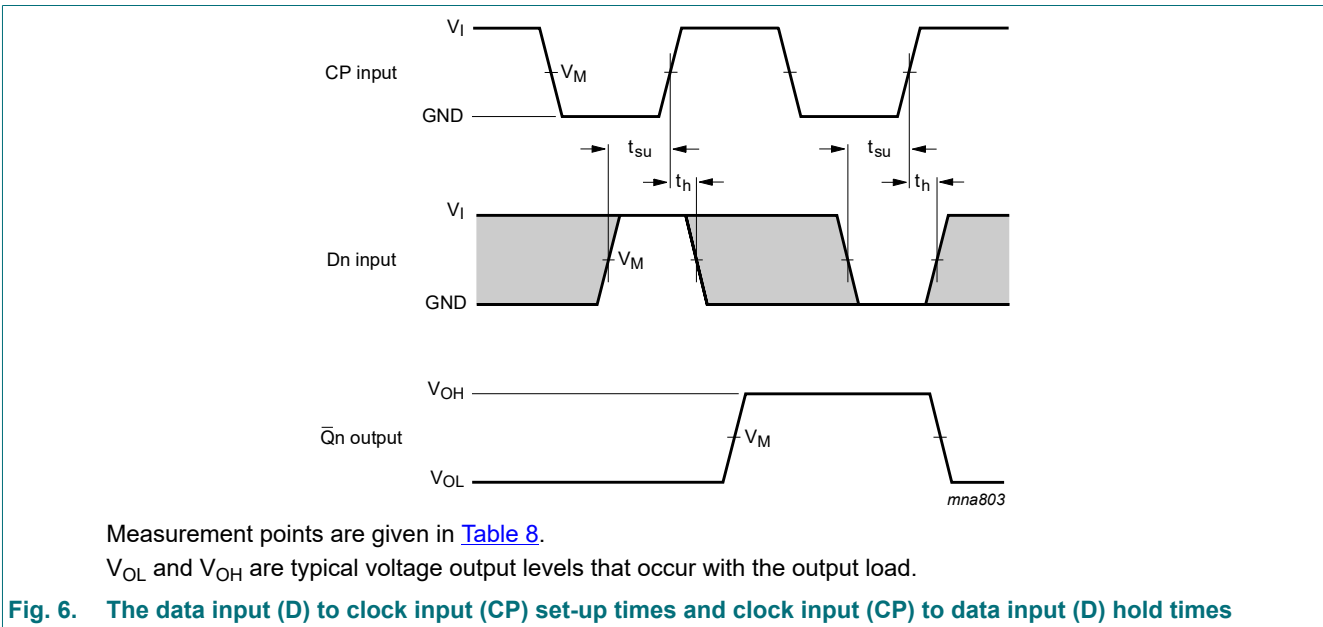 VI
CP input
VM
GND
tsu
tsu
th
th
VI
Dn input
VM
GND
VOH
Q̅n output
VM
VOL
mna803
Measurement points are given in Table 8.
VOL and VOH are typical voltage output levels that occur with the output load.
Fig. 6. The data input (D) to clock input (CP) set-up times and clock input (CP) to data input (D) hold times